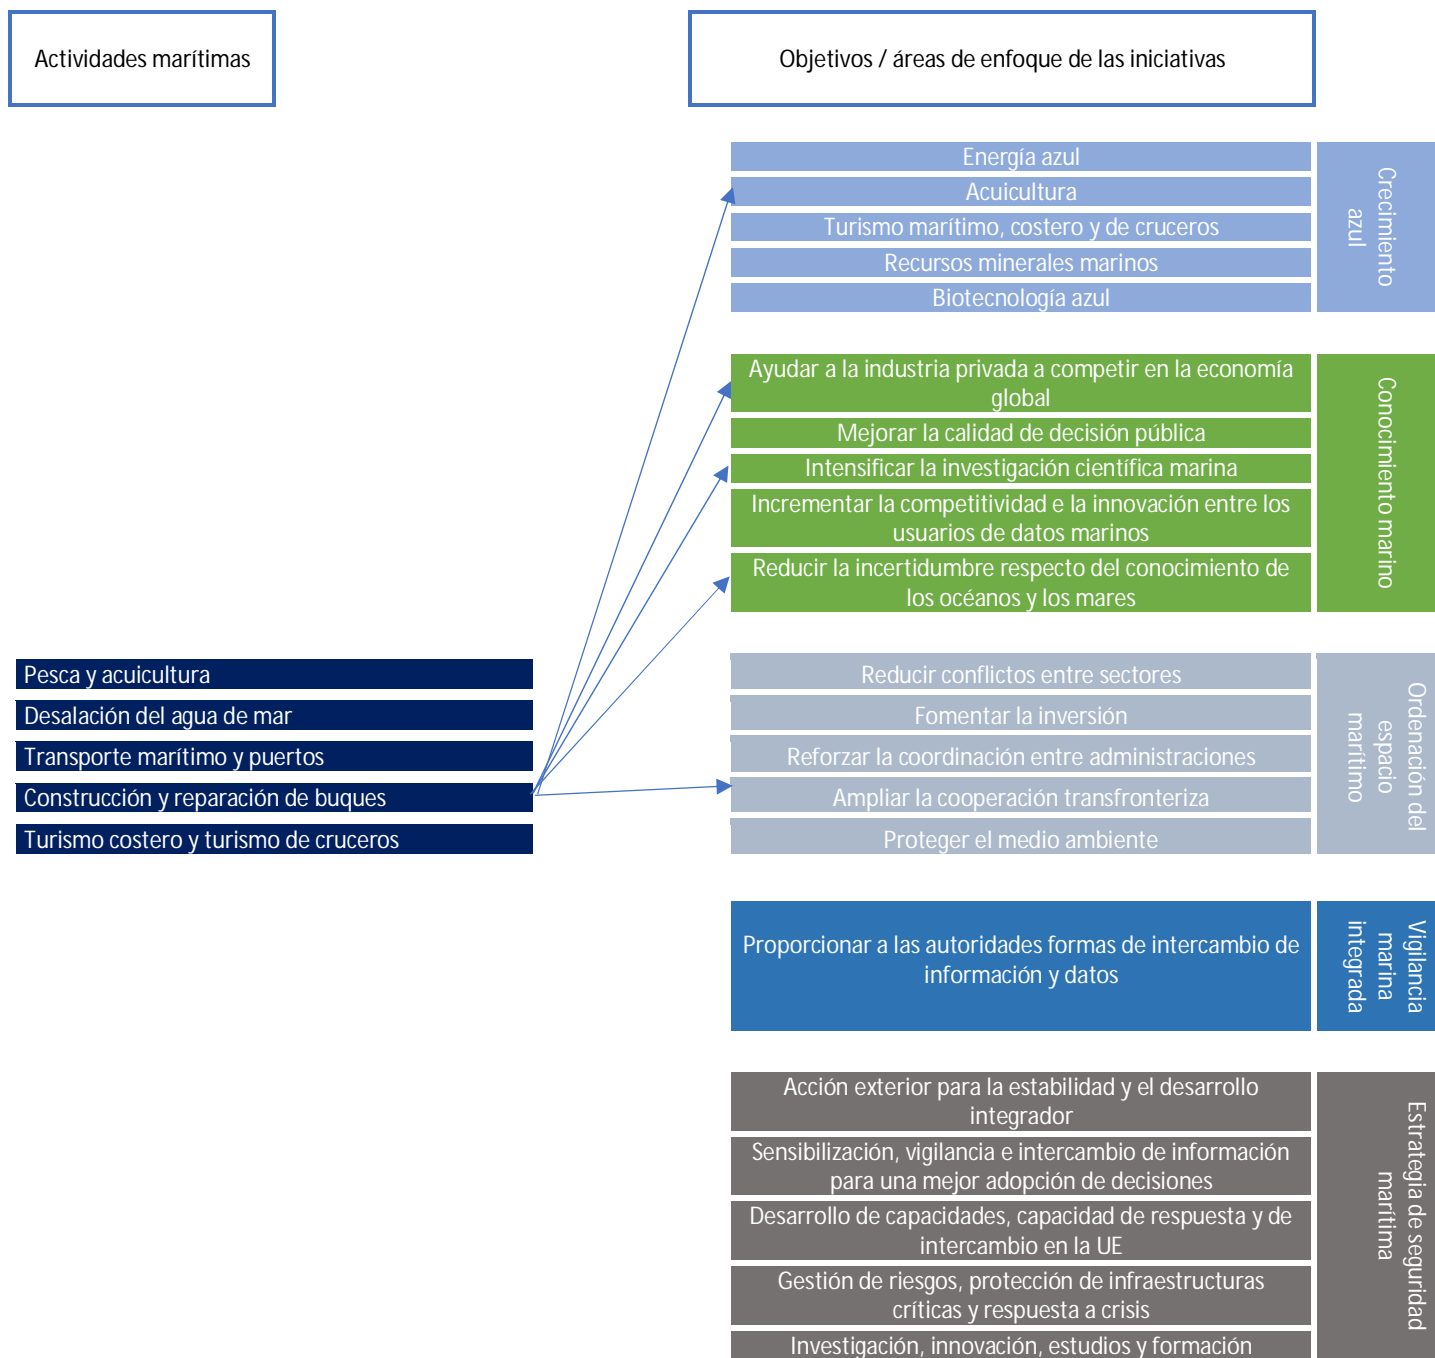 Actividades marítimas
Objetivos / áreas de enfoque de las iniciativas
Energía azul
Acuicultura
Turismo marítimo, costero y de cruceros
Recursos minerales marinos
Biotecnología azul
Crecimiento
azul
Ayudar a la industria privada a competir en la economía
global
Mejorar la calidad de decisión pública
Intensificar la investigación científica marina
Incrementar la competitividad e la innovación entre los
usuarios de datos marinos
Reducir la incertidumbre respecto del conocimiento de
los océanos y los mares
Conocimiento marino
Pesca y acuicultura
Desalación del agua de mar
Transporte marítimo y puertos
Construcción y reparación de buques
Turismo costero y turismo de cruceros
Reducir conflictos entre sectores
Fomentar la inversión
Reforzar la coordinación entre administraciones
Ampliar la cooperación transfronteriza
Proteger el medio ambiente
Ordenación del
espacio
marítimo
Proporcionar a las autoridades formas de intercambio de
información y datos
Vigilancia
marina
integrada
Acción exterior para la estabilidad y el desarrollo
integrador
Sensibilización, vigilancia e intercambio de información
para una mejor adopción de decisiones
Desarrollo de capacidades, capacidad de respuesta y de
intercambio en la UE
Gestión de riesgos, protección de infraestructuras
críticas y respuesta a crisis
Investigación, innovación, estudios y formación
Estrategia de seguridad
marítima